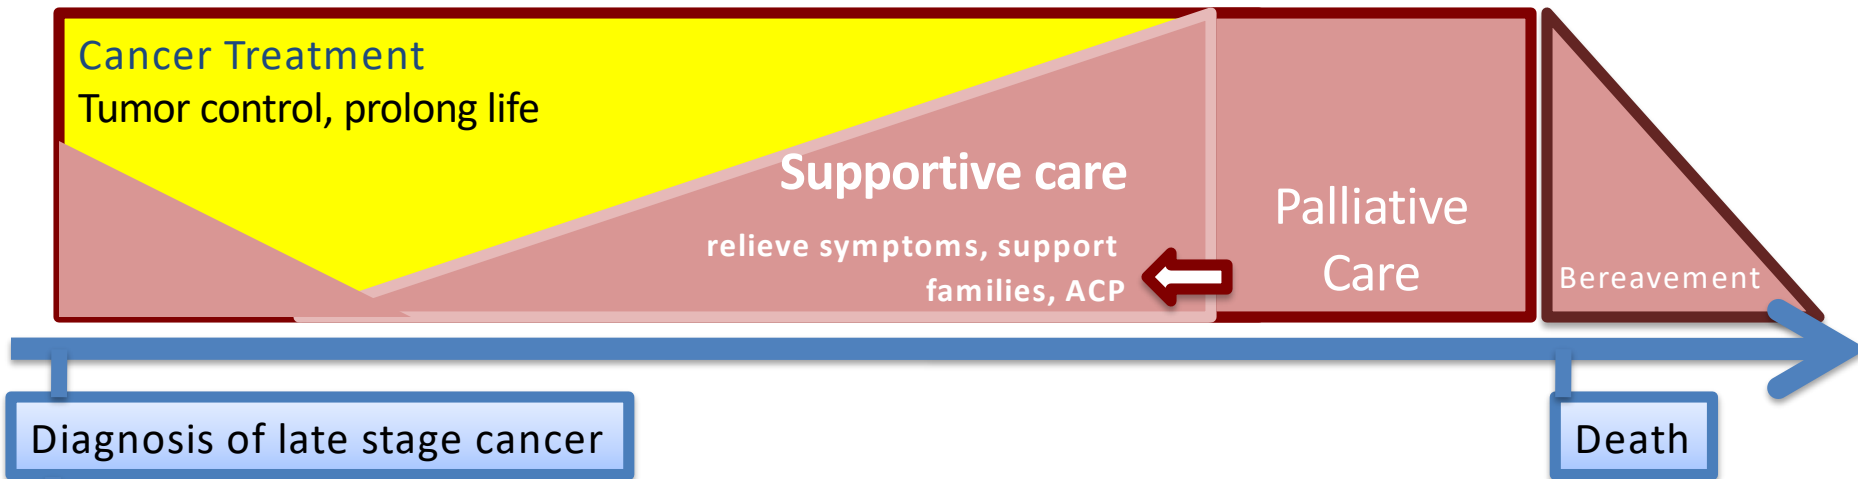 Cancer Treatment
Tumor control, prolong life
Supportive care
relieve symptoms, support
families, ACP
Palliative
Care
Bereavement
Diagnosis of late stage cancer
Death